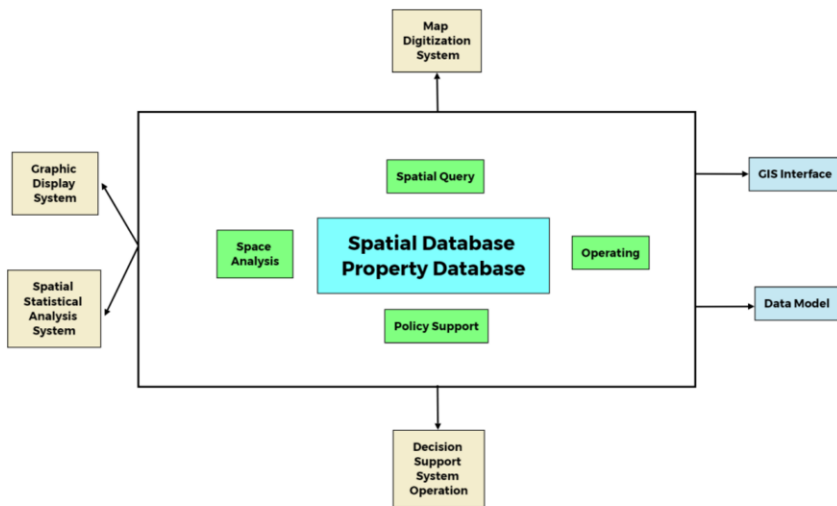 Map
Digitization
System
Graphic
Display
System
Spatial Query
GIS Interface
Space
Analysis
Spatial Database
Property Database
Operating
Spatial
Statistical
Analysis
System
Policy Support
Data Model
Decision
Support
System
Operation